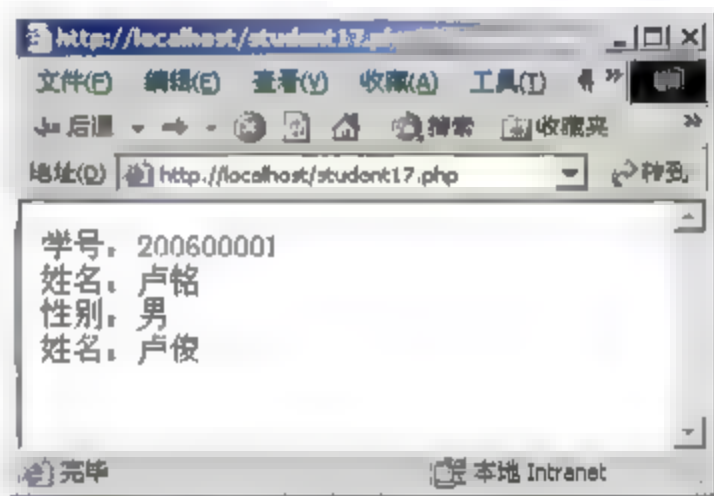 http://localhost/student17.p
文件(F) 编辑(E) 查看(V) 收藏(A) 工具(T) »
后退 搜索 收藏夹 »
地址(D) http://localhost/student17.php 转到
学号：200600001
姓名：卢铭
性别：男
姓名：卢俊
完毕 本地 Intranet